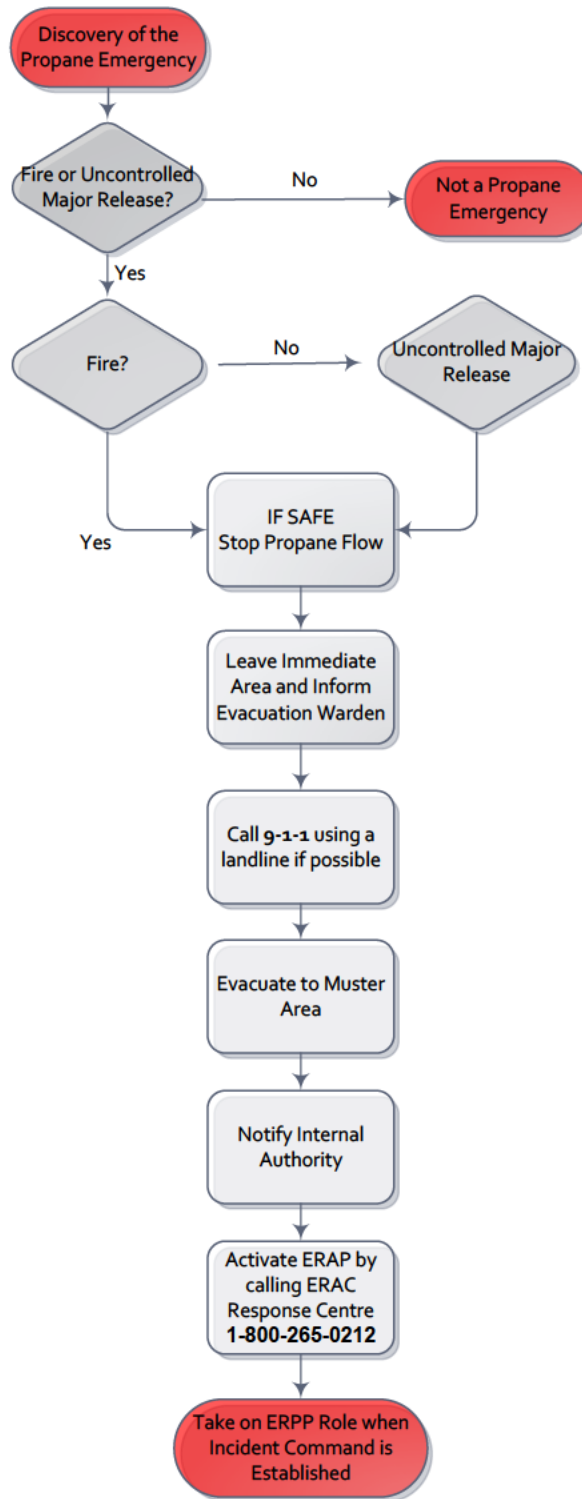 Discovery of the
Propane Emergency
Fire or Uncontrolled
Major Release?
No
Not a Propane
Emergency
Yes
Fire?
No
Uncontrolled Major
Release
Yes
IF SAFE
Stop Propane Flow
Leave Immediate
Area and Inform
Evacuation Warden
Call 9-1-1 using a
landline if possible
Evacuate to Muster
Area
Notify Internal
Authority
Activate ERAP by
calling ERAC
Response Centre
1-800-265-0212
Take on ERPP Role when
Incident Command is
Established